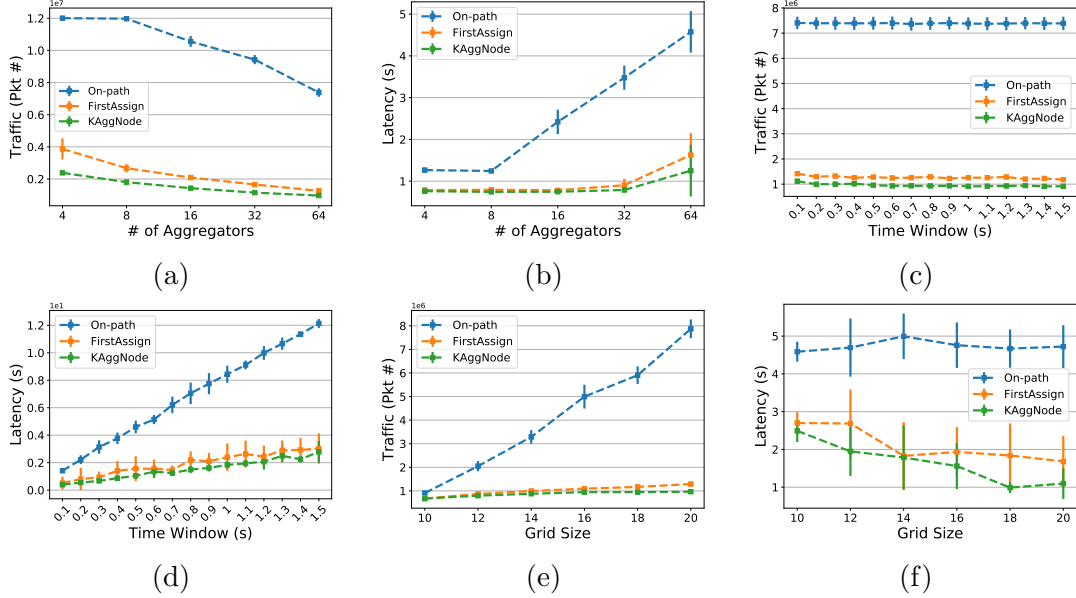 1e7
Traffic (Pkt #)
1.2
1.0
0.8
0.6
0.4
0.2
On-path
FirstAssign
KAggNode
4 8 16 32 64
# of Aggregators
(a)
Latency (s)
5
4
3
2
1
On-path
FirstAssign
KAggNode
4 8 16 32 64
# of Aggregators
(b)
1e6
Traffic (Pkt #)
8
7
6
5
4
3
2
1
On-path
FirstAssign
KAggNode
0.1 0.2 0.3 0.4 0.5 0.6 0.7 0.8 0.9 1 1.1 1.2 1.3 1.4 1.5
Time Window (s)
(c)
1e1
Latency (s)
1.2
1.0
0.8
0.6
0.4
0.2
0.0
On-path
FirstAssign
KAggNode
0.1 0.2 0.3 0.4 0.5 0.6 0.7 0.8 0.9 1 1.1 1.2 1.3 1.4 1.5
Time Window (s)
(d)
1e6
Traffic (Pkt #)
8
7
6
5
4
3
2
1
On-path
FirstAssign
KAggNode
10 12 14 16 18 20
Grid Size
(e)
Latency (s)
5
4
3
2
1
On-path
FirstAssign
KAggNode
10 12 14 16 18 20
Grid Size
(f)